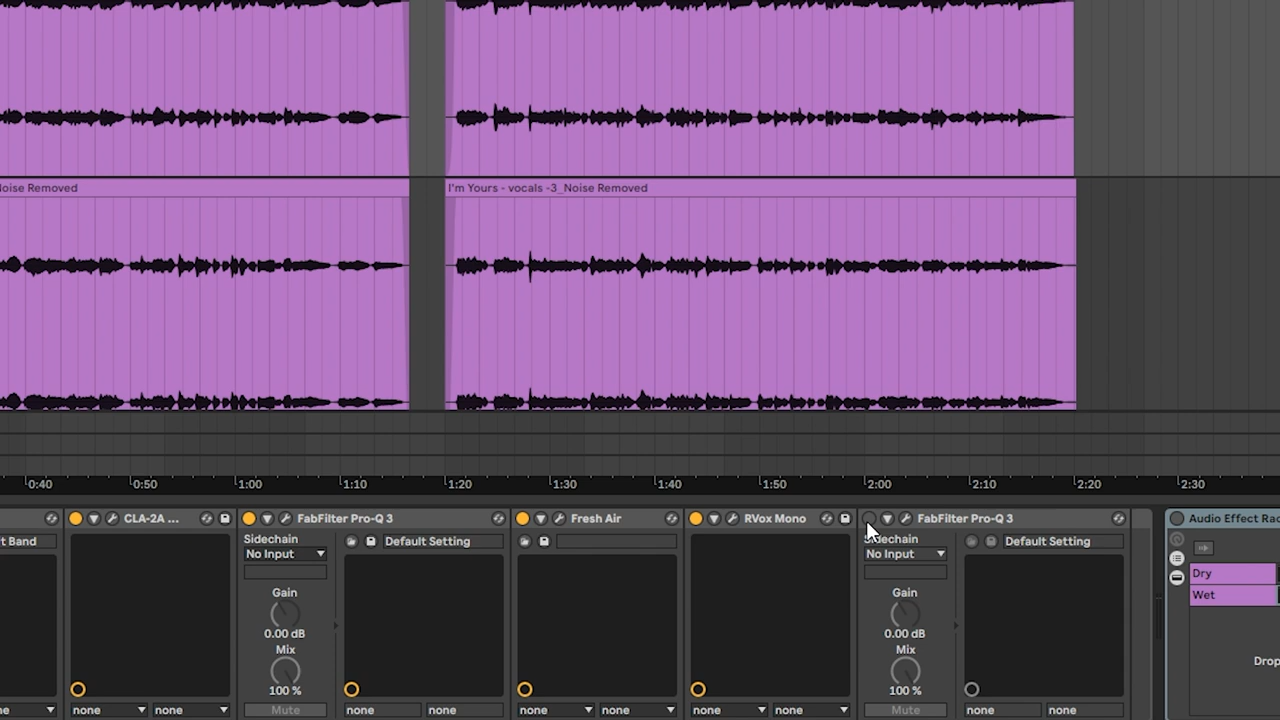 oise Removed
I'm Yours - vocals -3_Noise Removed
0:40 0:50 1:00 1:10 1:20 1:30 1:40 1:50 2:00 2:10 2:20 2:30
CLA-2A ... FabFilter Pro-Q 3 Fresh Air RVox Mono FabFilter Pro-Q 3 Audio Effect Rac
t Band Sidechain Default Setting Sidechain Default Setting
No Input No Input
Dry
Gain Gain
Wet
0.00 dB 0.00 dB
Mix Mix
Drop
100 % 100 %
ne none none Mute none none none none none none Mute none none